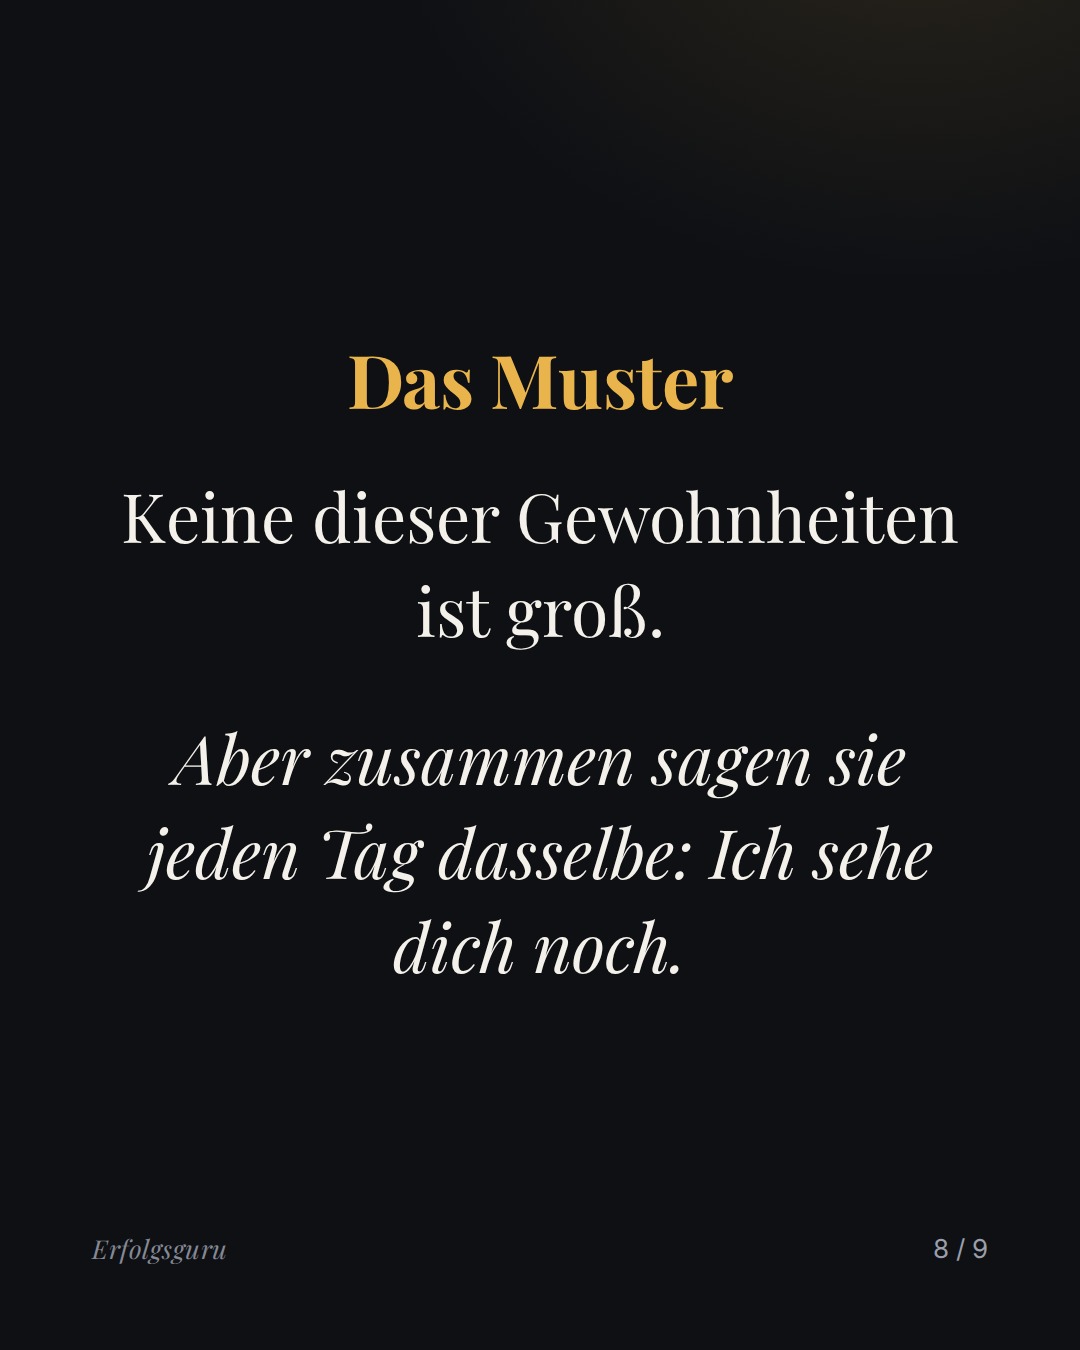 Das Muster
Keine dieser Gewohnheiten
ist groß.
Aber zusammen sagen sie
jeden Tag dasselbe: Ich sehe
dich noch.
Erfolgsguru
8 / 9